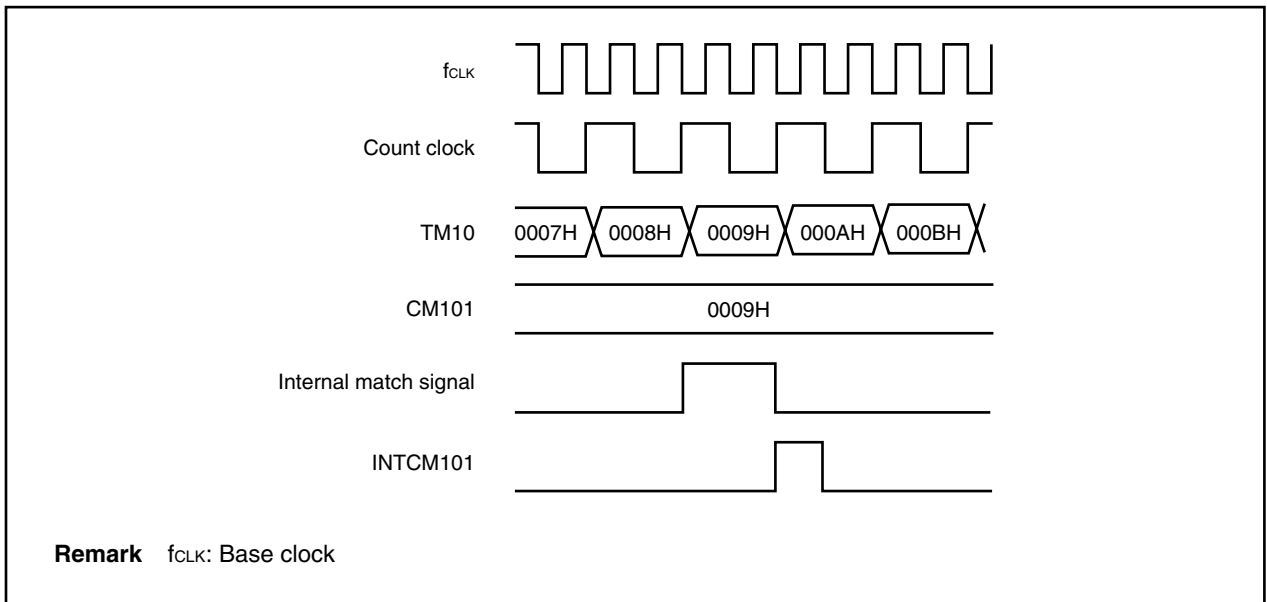 fCLK
Count clock
TM10 0007H 0008H 0009H 000AH 000BH
CM101 0009H
Internal match signal
INTCM101
Remark fCLK: Base clock